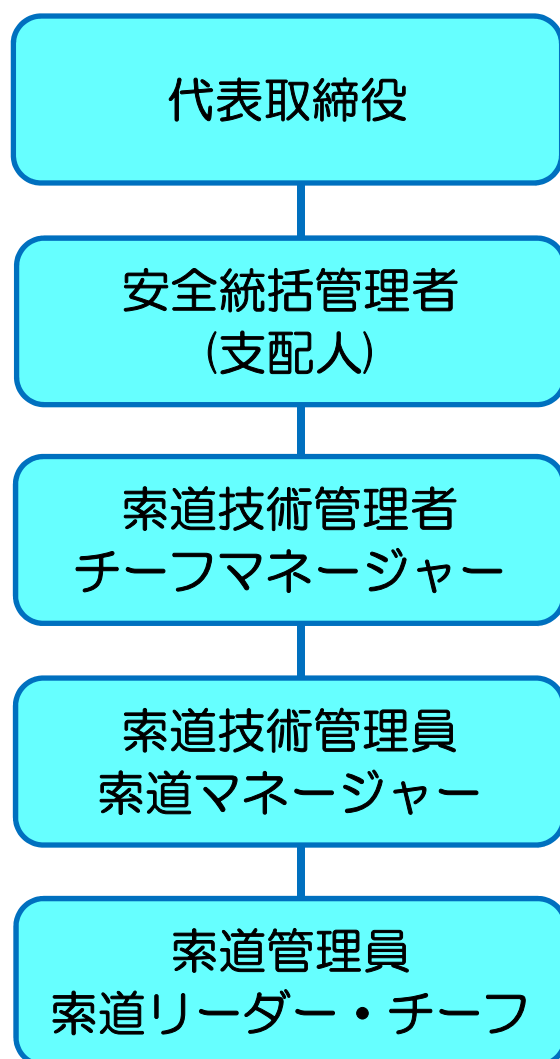 代表取締役
安全統括管理者
(支配人)
索道技術管理者
チーフマネージャー
索道技術管理員
索道マネージャー
索道管理員
索道リーダー・チーフ